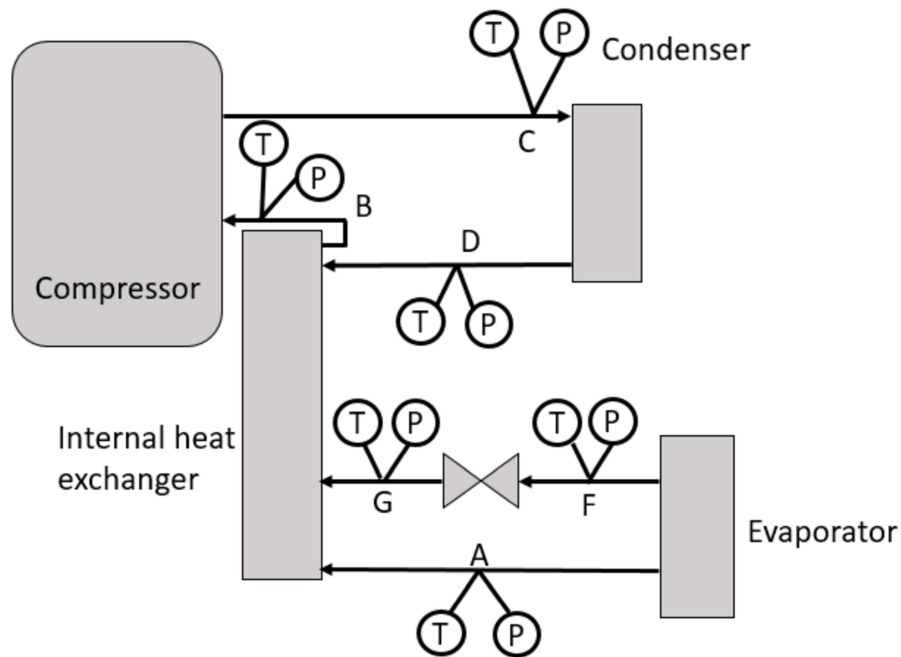 T P
Condenser
C
T
P
B
D
Compressor
T P
T P
T P
Internal heat
exchanger
G
F
Evaporator
A
T P